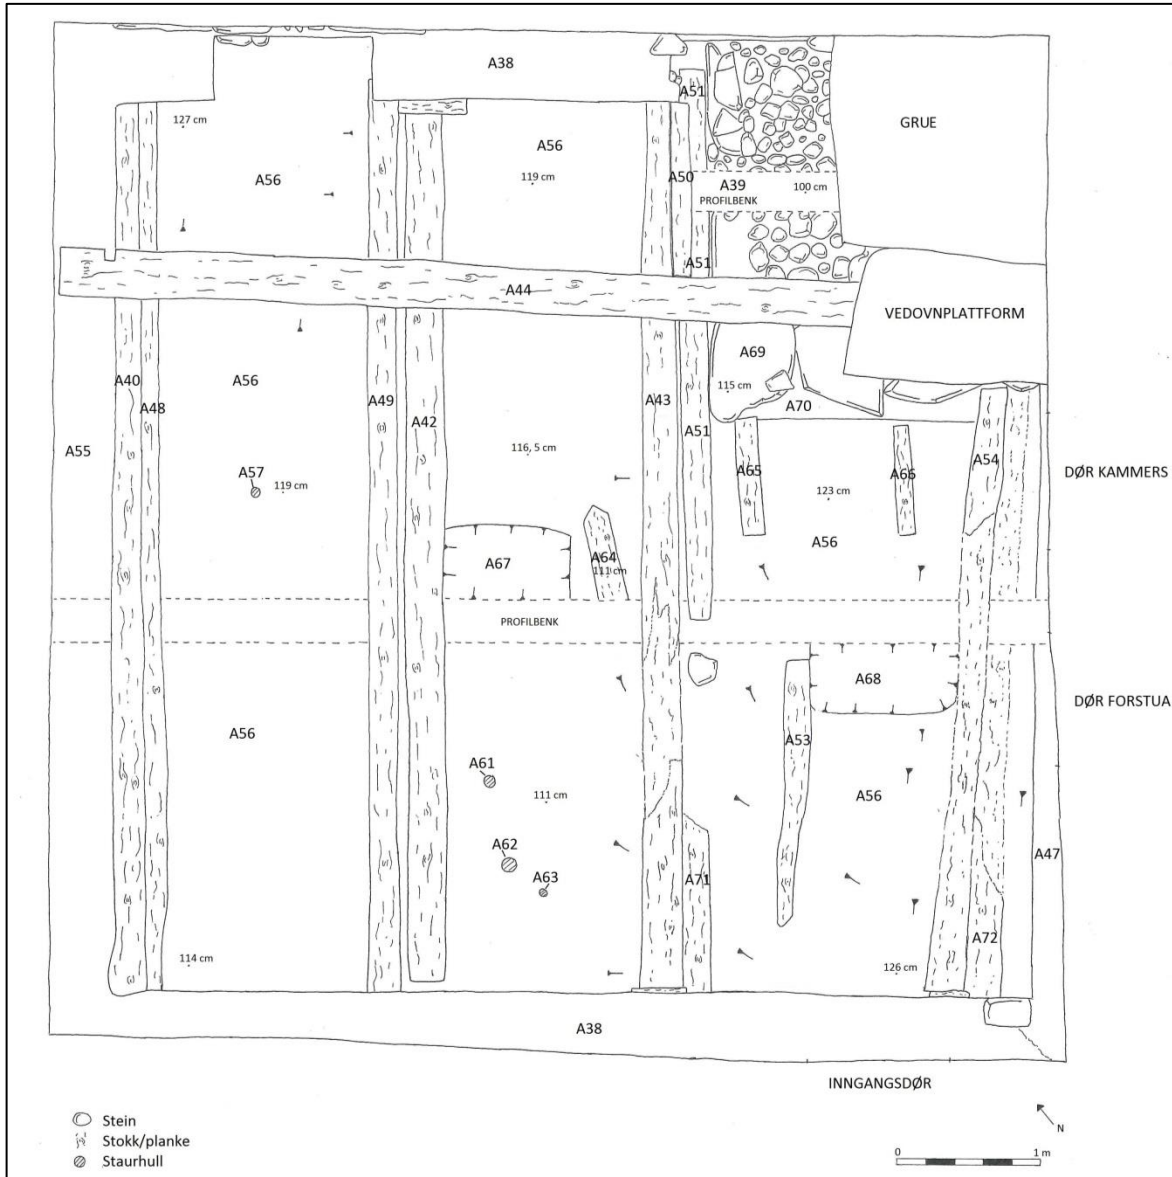 A38
A51
GRUE
127 cm
A56
A56
119 cm
A50
A39
100 cm
PROFILBENK
A51
A44
VEDOVNPLATTFORM
A69
A40
A56
115 cm
A48
A49
A43
A70
A42
A51
A55
116, 5 cm
A54
DØR KAMMERS
A57
119 cm
A65
A66
123 cm
A56
A67
A64
111 cm
PROFILBENK
A68
DØR FORSTUA
A56
A53
A61
111 cm
A56
A62
A47
A63
A71
A72
114 cm
126 cm
A38
INNGANGSDØR
Stein
Stokk/planke
Staurhull
N
0 1 m